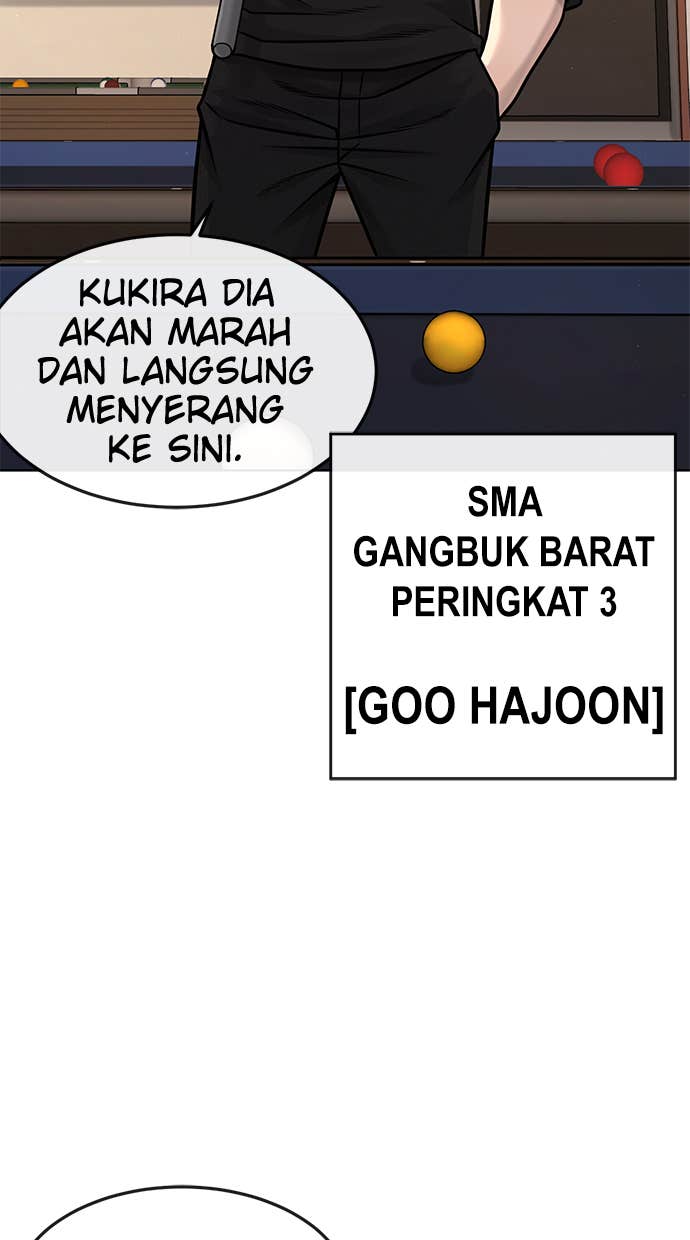 KUKIRA DIA
AKAN MARAH
DAN LANGSUNG
MENYERANG
KE SINI.
SMA
GANGBUK BARAT
PERINGKAT 3
[GOO HAJOON]